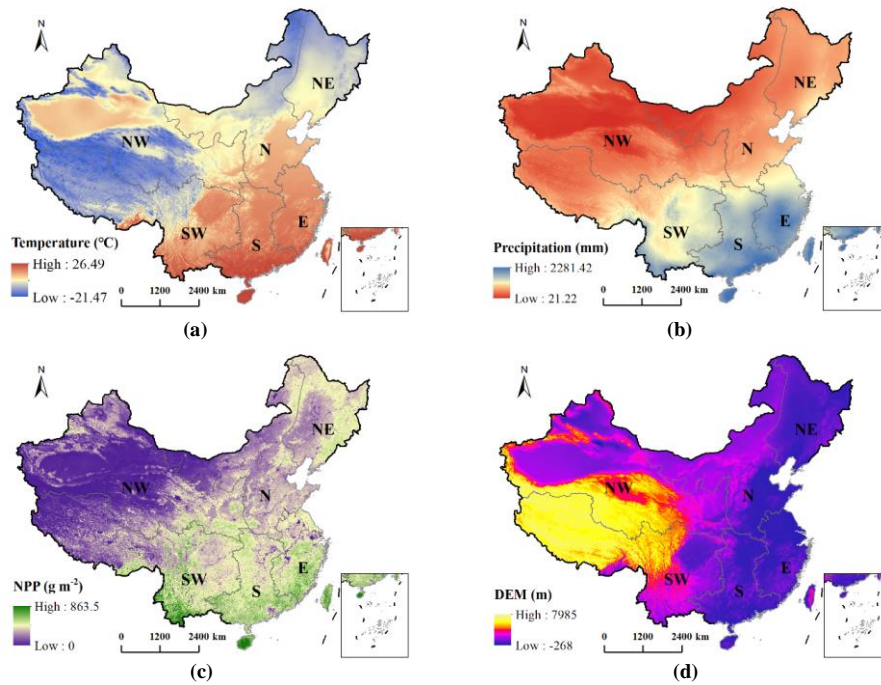 N
NE
NW
N
SW
S
E
Temperature (°C)
High : 26.49
Low : -21.47
0 1200 2400 km
(a)
N
NE
NW
N
SW
S
E
Precipitation (mm)
High : 2281.42
Low : 21.22
0 1200 2400 km
(b)
N
NE
NW
N
SW
S
E
NPP (g m⁻²)
High : 863.5
Low : 0
0 1200 2400 km
(c)
N
NE
NW
N
SW
S
E
DEM (m)
High : 7985
Low : -268
0 1200 2400 km
(d)